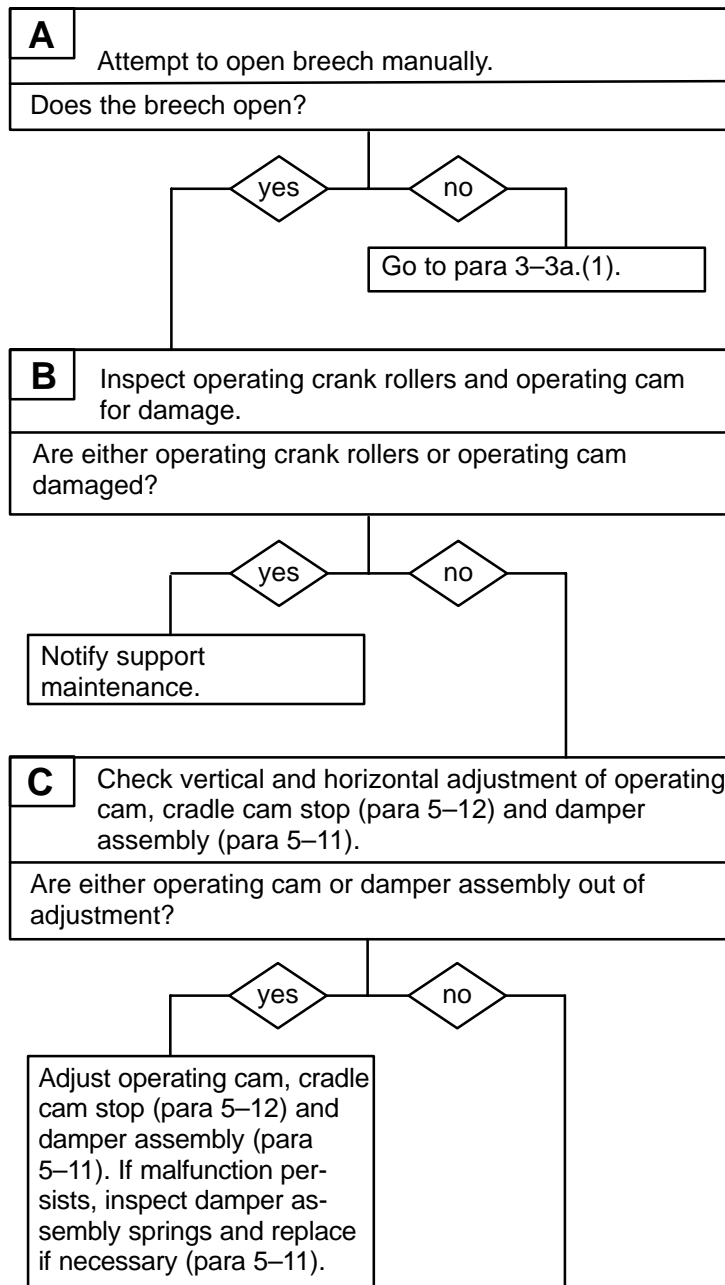 A
Attempt to open breech manually.
Does the breech open?
yes
no
Go to para 3–3a.(1).
B
Inspect operating crank rollers and operating cam
for damage.
Are either operating crank rollers or operating cam
damaged?
yes
no
Notify support
maintenance.
C
Check vertical and horizontal adjustment of operating
cam, cradle cam stop (para 5–12) and damper
assembly (para 5–11).
Are either operating cam or damper assembly out of
adjustment?
yes
no
Adjust operating cam, cradle
cam stop (para 5–12) and
damper assembly (para
5–11). If malfunction per-
sists, inspect damper as-
sembly springs and replace
if necessary (para 5–11).